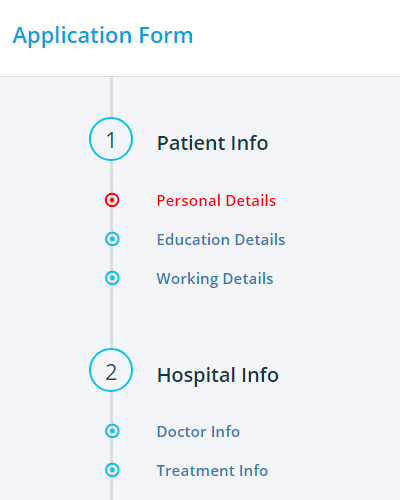 Application Form
1 Patient Info
Personal Details
Education Details
Working Details
2 Hospital Info
Doctor Info
Treatment Info